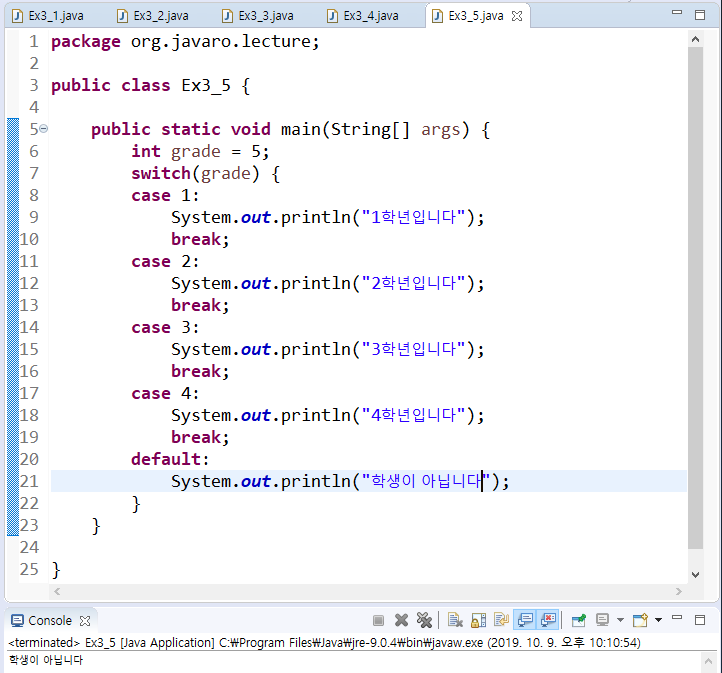 Ex3_1.java Ex3_2.java Ex3_3.java Ex3_4.java Ex3_5.java
1 package org.javaro.lecture;
2
3 public class Ex3_5 {
4
5 public static void main(String[] args) {
6 int grade = 5;
7 switch(grade) {
8 case 1:
9 System.out.println("1학년입니다");
10 break;
11 case 2:
12 System.out.println("2학년입니다");
13 break;
14 case 3:
15 System.out.println("3학년입니다");
16 break;
17 case 4:
18 System.out.println("4학년입니다");
19 break;
20 default:
21 System.out.println("학생이 아닙니다");
22 }
23 }
24
25 }
Console
<terminated> Ex3_5 [Java Application] C:₩Program Files₩Java₩jre-9.0.4₩bin₩javaw.exe (2019. 10. 9. 오후 10:10:54)
학생이 아닙니다